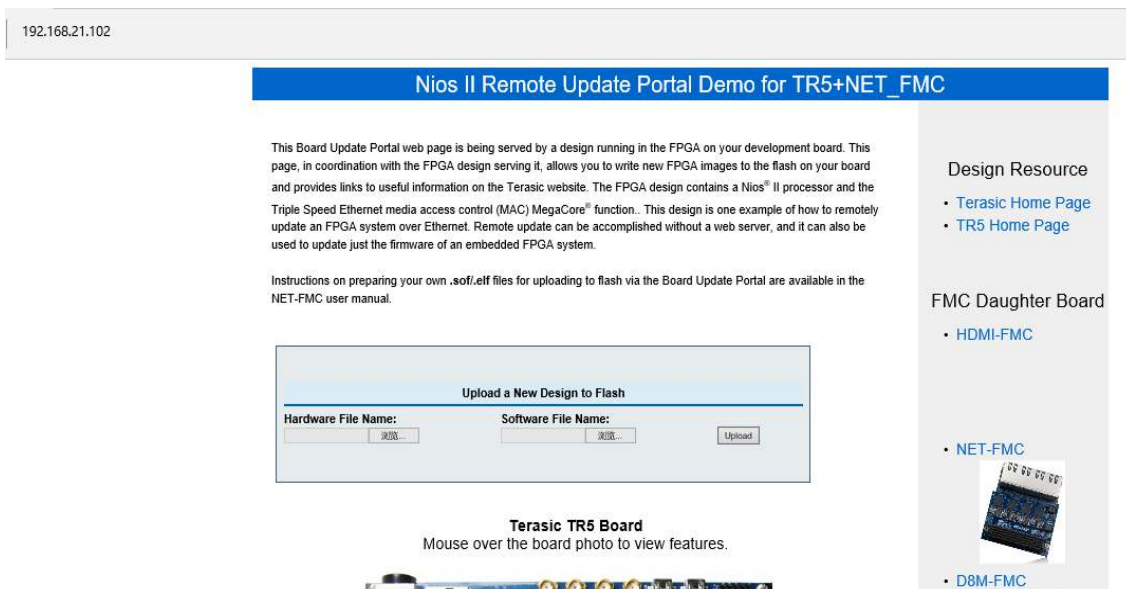 192.168.21.102
Nios II Remote Update Portal Demo for TR5+NET_FMC
This Board Update Portal web page is being served by a design running in the FPGA on your development board. This
page, in coordination with the FPGA design serving it, allows you to write new FPGA images to the flash on your board
and provides links to useful information on the Terasic website. The FPGA design contains a Nios® II processor and the
Triple Speed Ethernet media access control (MAC) MegaCore® function.. This design is one example of how to remotely
update an FPGA system over Ethernet. Remote update can be accomplished without a web server, and it can also be
used to update just the firmware of an embedded FPGA system.
Instructions on preparing your own .sof/.elf files for uploading to flash via the Board Update Portal are available in the
NET-FMC user manual.
Upload a New Design to Flash
Hardware File Name: Software File Name:
浏览... 浏览... Upload
Terasic TR5 Board
Mouse over the board photo to view features.
Design Resource
• Terasic Home Page
• TR5 Home Page
FMC Daughter Board
• HDMI-FMC
• NET-FMC
• D8M-FMC